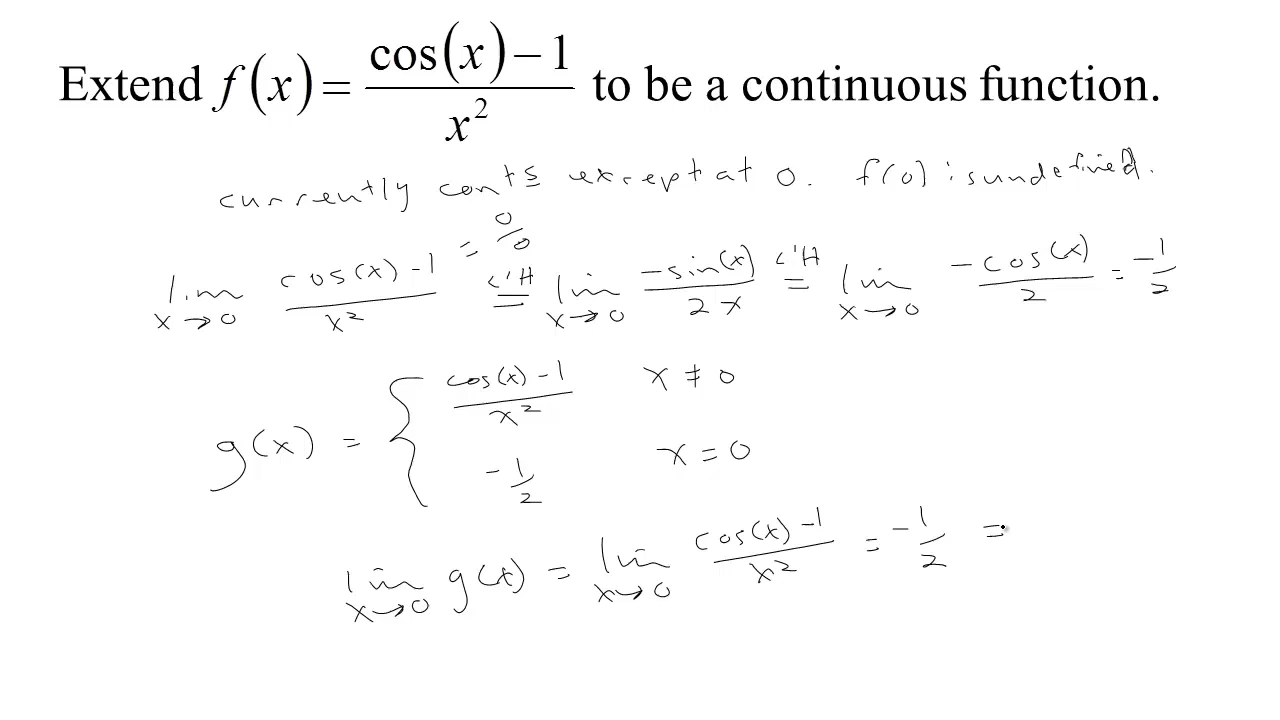 Extend f(x) = (cos(x) − 1)/x² to be a continuous function.
currently conts except at 0. f(0) is undefined.
lim x→0 (cos(x) - 1)/x² = 0/0 L'H= lim x→0 -sin(x)/2x L'H= lim x→0 -cos(x)/2 = -1/2
g(x) = { (cos(x) - 1)/x² x ≠ 0
-1/2 x = 0
lim x→0 g(x) = lim x→0 (cos(x) - 1)/x² = -1/2 =